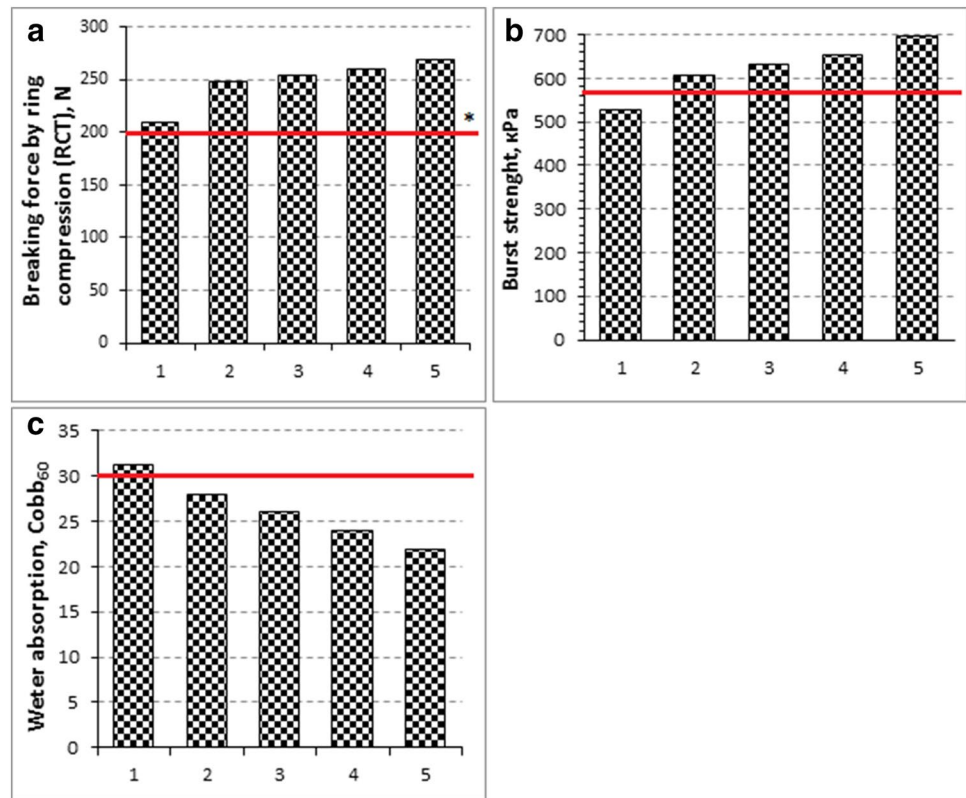 a
300
250
200
150
100
50
0
Breaking force by ring
compression (RCT), N
*
1 2 3 4 5
b
700
600
500
400
300
200
100
0
Burst strenght, кPa
1 2 3 4 5
c
35
30
25
20
15
10
5
0
Weter absorption, Cobb₆₀
1 2 3 4 5